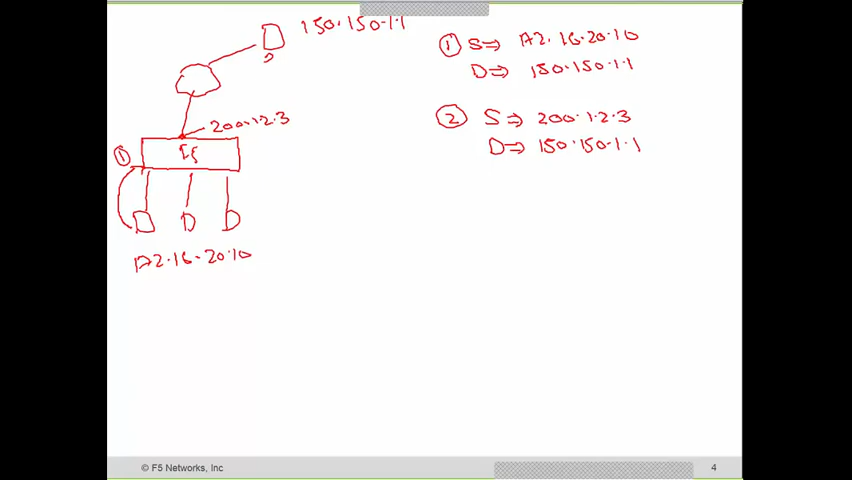 150.150.1.1
① S ⇒ 172.16.20.10
D ⇒ 150.150.1.1
200.1.2.3
② S ⇒ 200.1.2.3
D ⇒ 150.150.1.1
①
F5
172.16.20.10
© F5 Networks, Inc
4